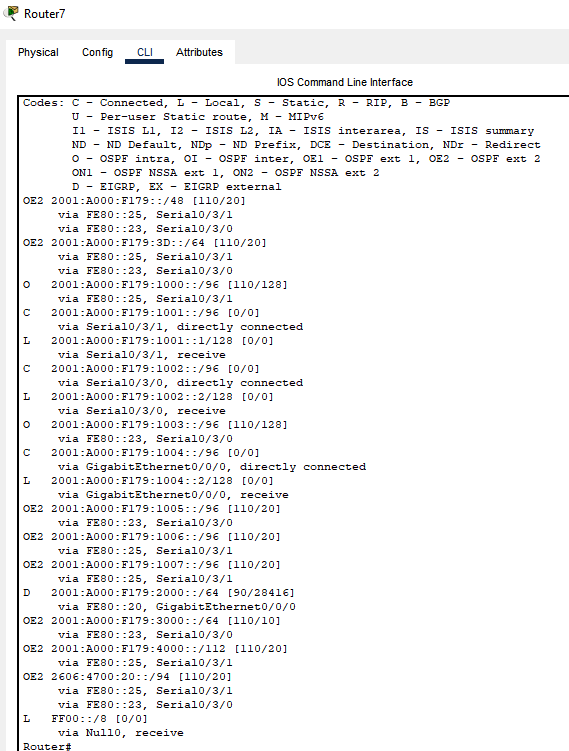 Router7
Physical Config CLI Attributes
IOS Command Line Interface
Codes: C - Connected, L - Local, S - Static, R - RIP, B - BGP
U - Per-user Static route, M - MIPv6
I1 - ISIS L1, I2 - ISIS L2, IA - ISIS interarea, IS - ISIS summary
ND - ND Default, NDp - ND Prefix, DCE - Destination, NDr - Redirect
O - OSPF intra, OI - OSPF inter, OE1 - OSPF ext 1, OE2 - OSPF ext 2
ON1 - OSPF NSSA ext 1, ON2 - OSPF NSSA ext 2
D - EIGRP, EX - EIGRP external
OE2 2001:A000:F179::/48 [110/20]
via FE80::25, Serial0/3/1
via FE80::23, Serial0/3/0
OE2 2001:A000:F179:3D::/64 [110/20]
via FE80::25, Serial0/3/1
via FE80::23, Serial0/3/0
O 2001:A000:F179:1000::/96 [110/128]
via FE80::25, Serial0/3/1
C 2001:A000:F179:1001::/96 [0/0]
via Serial0/3/1, directly connected
L 2001:A000:F179:1001::1/128 [0/0]
via Serial0/3/1, receive
C 2001:A000:F179:1002::/96 [0/0]
via Serial0/3/0, directly connected
L 2001:A000:F179:1002::2/128 [0/0]
via Serial0/3/0, receive
O 2001:A000:F179:1003::/96 [110/128]
via FE80::23, Serial0/3/0
C 2001:A000:F179:1004::/96 [0/0]
via GigabitEthernet0/0/0, directly connected
L 2001:A000:F179:1004::2/128 [0/0]
via GigabitEthernet0/0/0, receive
OE2 2001:A000:F179:1005::/96 [110/20]
via FE80::23, Serial0/3/0
OE2 2001:A000:F179:1006::/96 [110/20]
via FE80::25, Serial0/3/1
OE2 2001:A000:F179:1007::/96 [110/20]
via FE80::25, Serial0/3/1
D 2001:A000:F179:2000::/64 [90/28416]
via FE80::20, GigabitEthernet0/0/0
OE2 2001:A000:F179:3000::/64 [110/10]
via FE80::23, Serial0/3/0
OE2 2001:A000:F179:4000::/112 [110/20]
via FE80::25, Serial0/3/1
OE2 2606:4700:20::/94 [110/20]
via FE80::25, Serial0/3/1
via FE80::23, Serial0/3/0
L FF00::/8 [0/0]
via Null0, receive
Router#